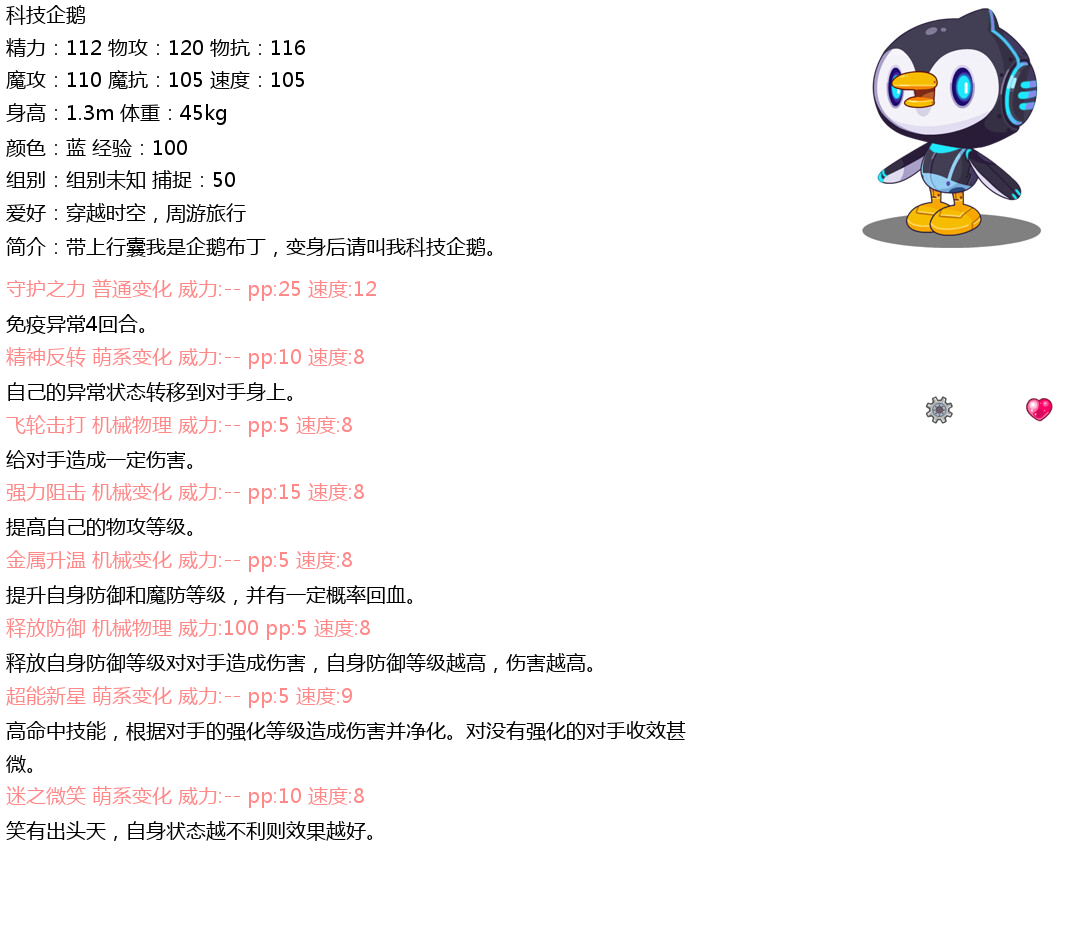 科技企鹅
精力：112 物攻：120 物抗：116
魔攻：110 魔抗：105 速度：105
身高：1.3m 体重：45kg
颜色：蓝 经验：100
组别：组别未知 捕捉：50
爱好：穿越时空，周游旅行
简介：带上行囊我是企鹅布丁，变身后请叫我科技企鹅。
守护之力 普通变化 威力:-- pp:25 速度:12
免疫异常4回合。
精神反转 萌系变化 威力:-- pp:10 速度:8
自己的异常状态转移到对手身上。
飞轮击打 机械物理 威力:-- pp:5 速度:8
给对手造成一定伤害。
强力阻击 机械变化 威力:-- pp:15 速度:8
提高自己的物攻等级。
金属升温 机械变化 威力:-- pp:5 速度:8
提升自身防御和魔防等级，并有一定概率回血。
释放防御 机械物理 威力:100 pp:5 速度:8
释放自身防御等级对对手造成伤害，自身防御等级越高，伤害越高。
超能新星 萌系变化 威力:-- pp:5 速度:9
高命中技能，根据对手的强化等级造成伤害并净化。对没有强化的对手收效甚
微。
迷之微笑 萌系变化 威力:-- pp:10 速度:8
笑有出头天，自身状态越不利则效果越好。